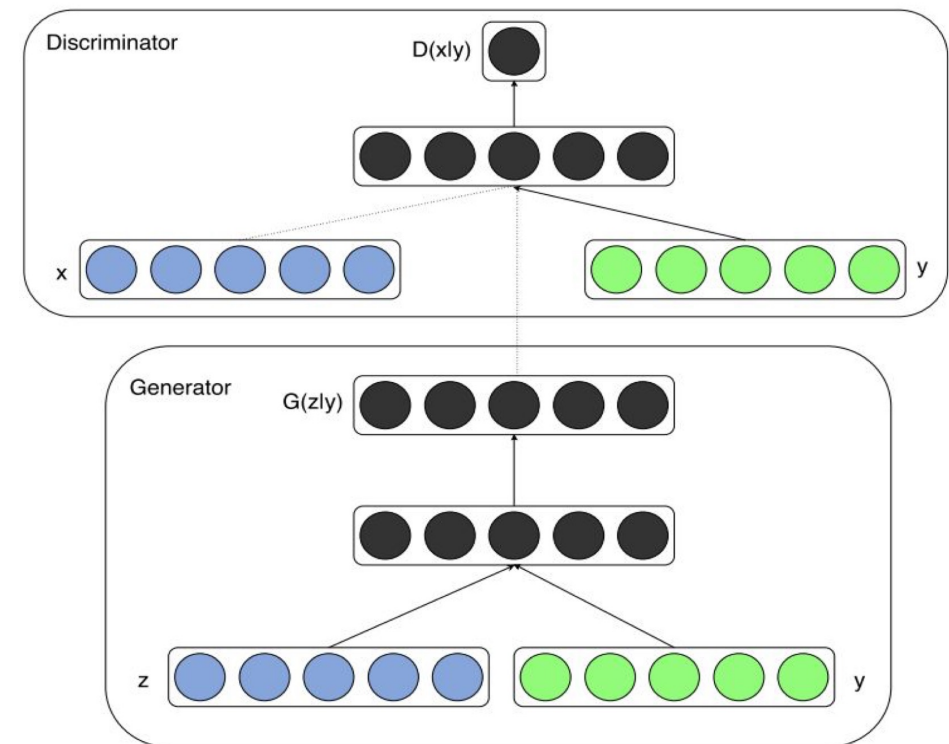 Discriminator
D(x|y)
x
y
Generator
G(z|y)
z
y